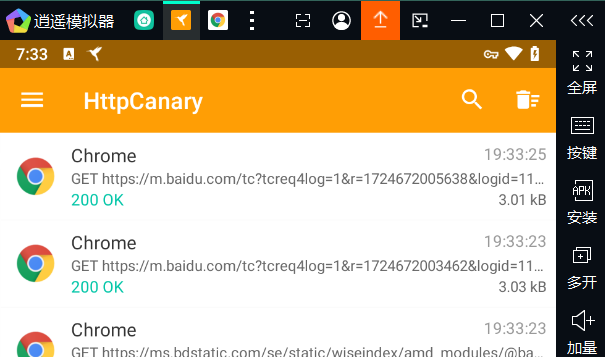 逍遥模拟器
7:33
全屏
HttpCanary
按键
Chrome 19:33:25
GET https://m.baidu.com/tc?tcreq4log=1&r=1724672005638&logid=11...
200 OK 3.01 kB
安装
Chrome 19:33:23
GET https://m.baidu.com/tc?tcreq4log=1&r=1724672003462&logid=11...
200 OK 3.03 kB
多开
Chrome 19:33:23
GET https://ms.bdstatic.com/se/static/wiseindex/amd_modules/@ba...
加量